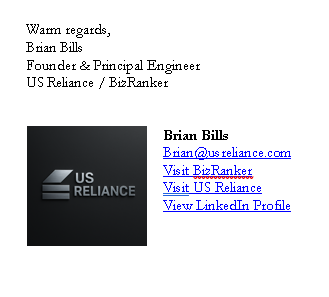 Warm regards,
Brian Bills
Founder & Principal Engineer
US Reliance / BizRanker
US
RELIANCE
Brian Bills
Brian@usreliance.com
Visit BizRanker
Visit US Reliance
View LinkedIn Profile